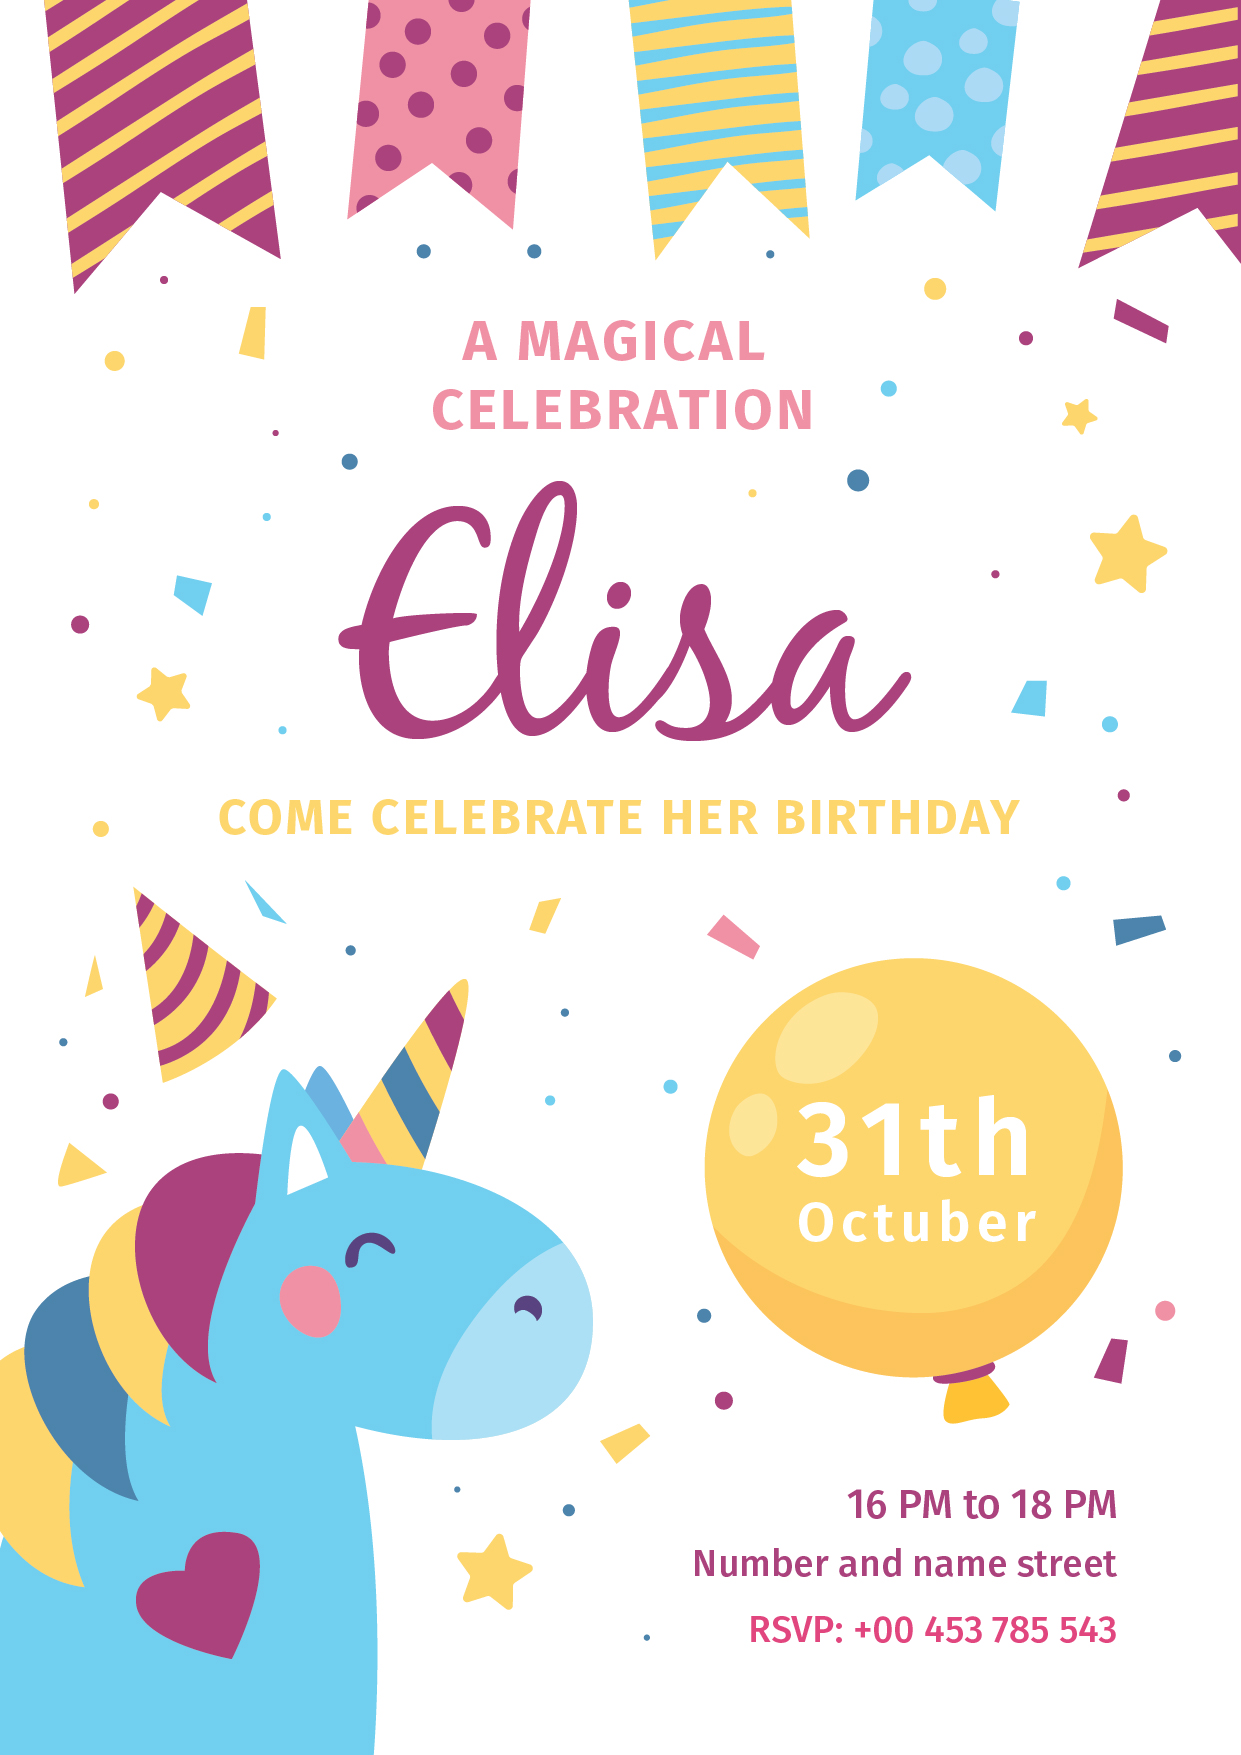 A MAGICAL
CELEBRATION
Elisa
COME CELEBRATE HER BIRTHDAY
31th
Octuber
16 PM to 18 PM
Number and name street
RSVP: +00 453 785 543